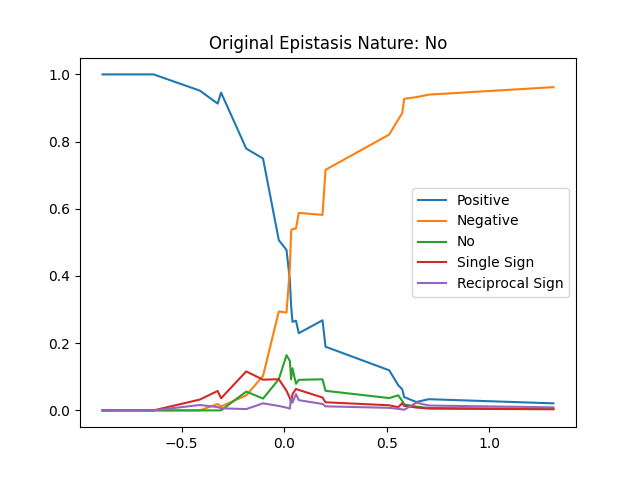 Original Epistasis Nature: No
1.0
0.8
0.6
0.4
0.2
0.0
Positive
Negative
No
Single Sign
Reciprocal Sign
−0.5
0.0
0.5
1.0